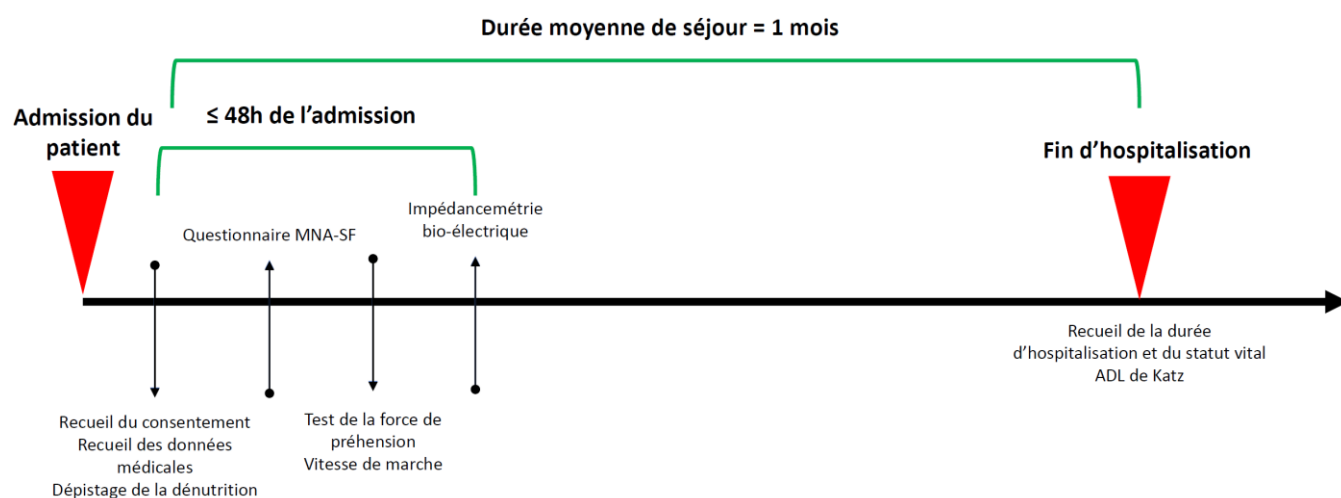 Durée moyenne de séjour = 1 mois
Admission du
patient
≤ 48h de l’admission
Fin d’hospitalisation
Questionnaire MNA-SF
Impédancemétrie
bio-électrique
Recueil du consentement
Recueil des données
médicales
Dépistage de la dénutrition
Test de la force de
préhension
Vitesse de marche
Recueil de la durée
d’hospitalisation et du statut vital
ADL de Katz